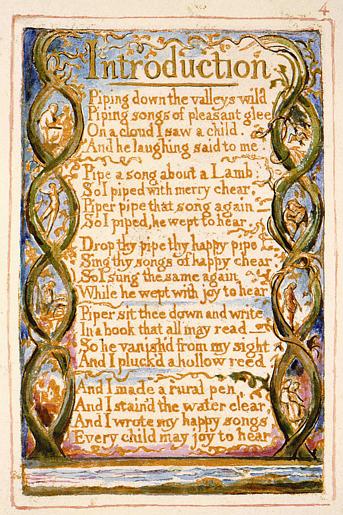 4
Introduction
Piping down the valleys wild
Piping songs of pleasant glee
On a cloud I saw a child.
And he laughing said to me.
Pipe a song about a Lamb;
So I piped with merry chear,
Piper pipe that song again
So I piped, he wept to hear.
Drop thy pipe thy happy pipe
Sing thy songs of happy chear
So I sung the same again
While he wept with joy to hear
Piper sit thee down and write
In a book that all may read
So he vanish'd from my sight
And I pluck'd a hollow reed.
And I made a rural pen,
And I stain'd the water clear,
And I wrote my happy songs
Every child may joy to hear